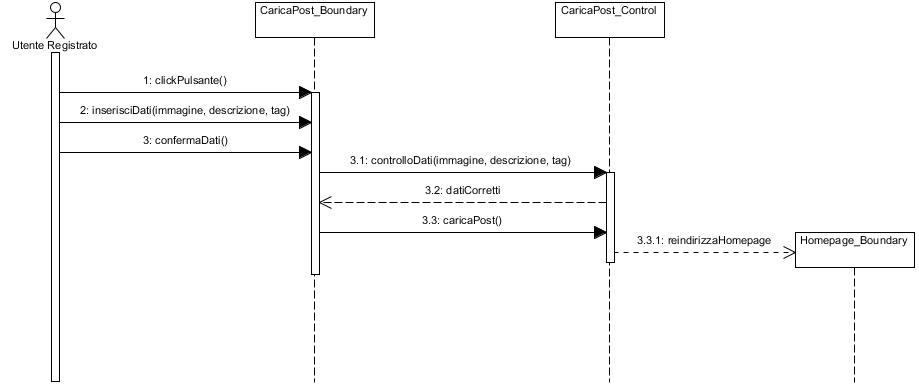 CaricaPost_Boundary
CaricaPost_Control
Utente Registrato
1: clickPulsante()
2: inserisciDati(immagine, descrizione, tag)
3: confermaDati()
3.1: controlloDati(immagine, descrizione, tag)
3.2: datiCorretti
3.3: caricaPost()
3.3.1: reindirizzaHomepage
Homepage_Boundary